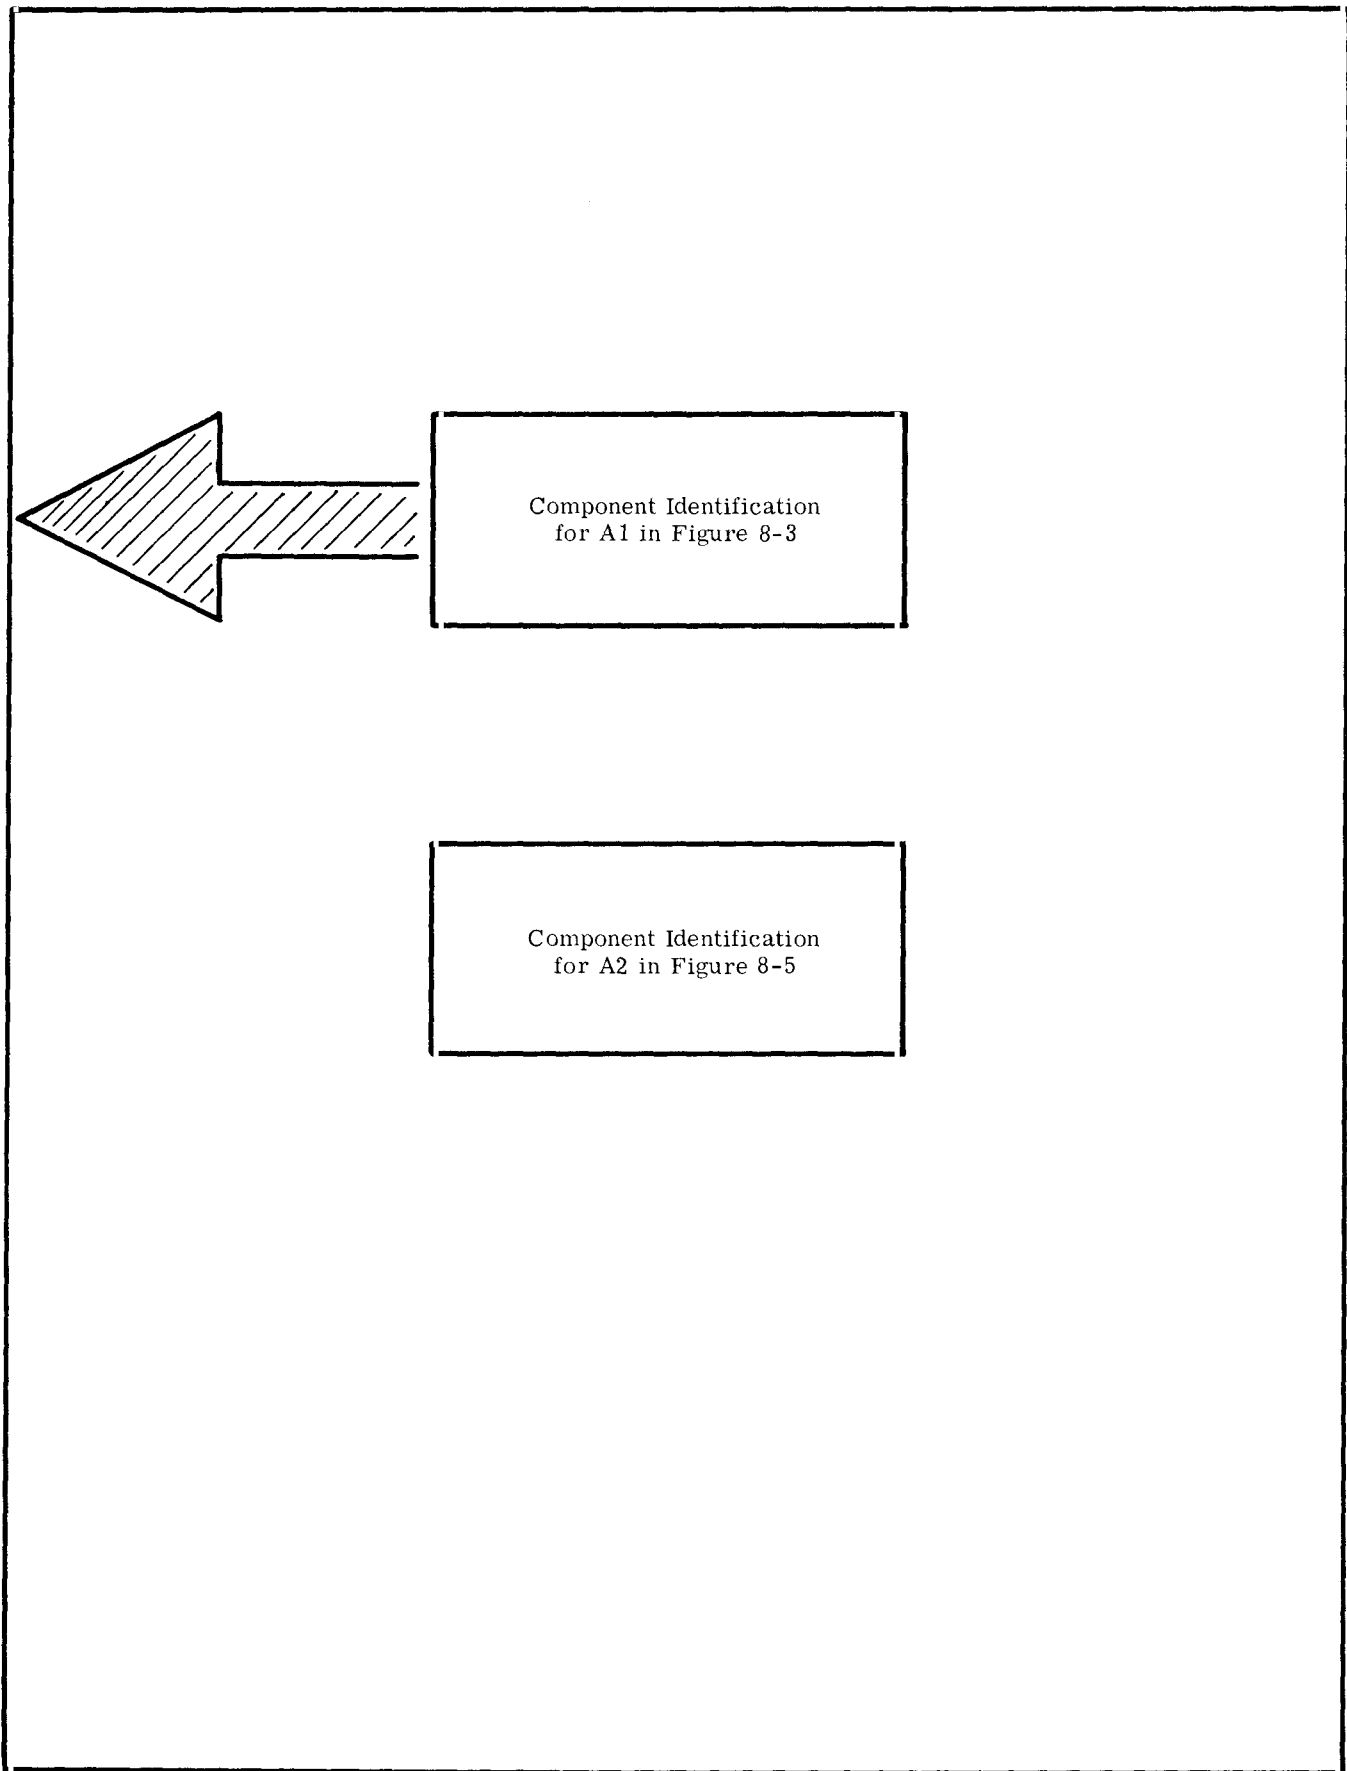 Component Identification
for A1 in Figure 8-3
Component Identification
for A2 in Figure 8-5